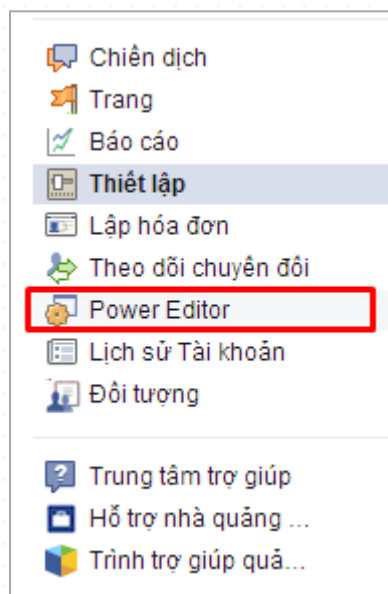 Chiến dịch
Trang
Báo cáo
Thiết lập
Lập hóa đơn
Theo dõi chuyển đổi
Power Editor
Lịch sử Tài khoản
Đối tượng
Trung tâm trợ giúp
Hỗ trợ nhà quảng ...
Trình trợ giúp quả...